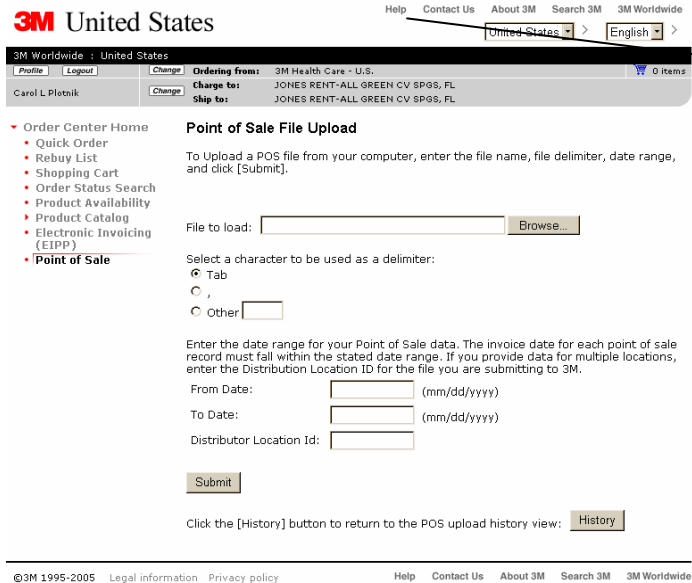 Help Contact Us About 3M Search 3M 3M Worldwide
3M United States
United States > English >
3M Worldwide : United States
Profile Logout Change Ordering from: 3M Health Care - U.S. 0 items
Carol L Plotnik Change Charge to: JONES RENT-ALL GREEN CV SPGS, FL
Ship to: JONES RENT-ALL GREEN CV SPGS, FL
Order Center Home
Quick Order
Rebuy List
Shopping Cart
Order Status Search
Product Availability
Product Catalog
Electronic Invoicing
(EIPP)
Point of Sale
Point of Sale File Upload
To Upload a POS file from your computer, enter the file name, file delimiter, date range,
and click [Submit].
File to load: Browse...
Select a character to be used as a delimiter:
Tab
,
Other
Enter the date range for your Point of Sale data. The invoice date for each point of sale
record must fall within the stated date range. If you provide data for multiple locations,
enter the Distribution Location ID for the file you are submitting to 3M.
From Date: (mm/dd/yyyy)
To Date: (mm/dd/yyyy)
Distributor Location Id:
Submit
Click the [History] button to return to the POS upload history view: History
©3M 1995-2005 Legal information Privacy policy Help Contact Us About 3M Search 3M 3M Worldwide